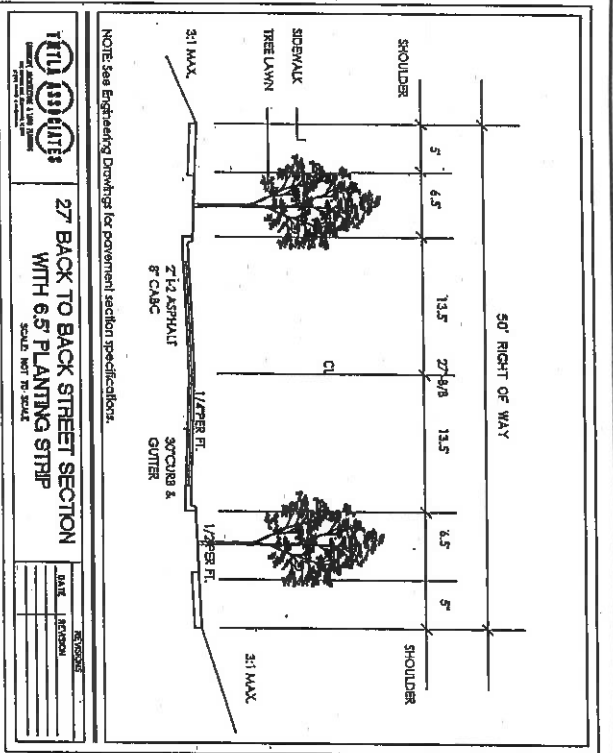 50' RIGHT OF WAY
SHOULDER
5'
6.5'
13.5'
27'-B/B
13.5'
6.5'
5'
SHOULDER
SIDEWALK
TREE LAWN
CL
3:1 MAX.
3:1 MAX.
1/4"PER FT.
1/2"PER FT.
2" I-2 ASPHALT
8" CABC
30"CURB &
GUTTER
NOTE: See Engineering Drawings for pavement section specifications.
ASSOCIATES
27' BACK TO BACK STREET SECTION
WITH 6.5' PLANTING STRIP
SCALE: NOT TO SCALE
REVISIONS
DATE
REVISION